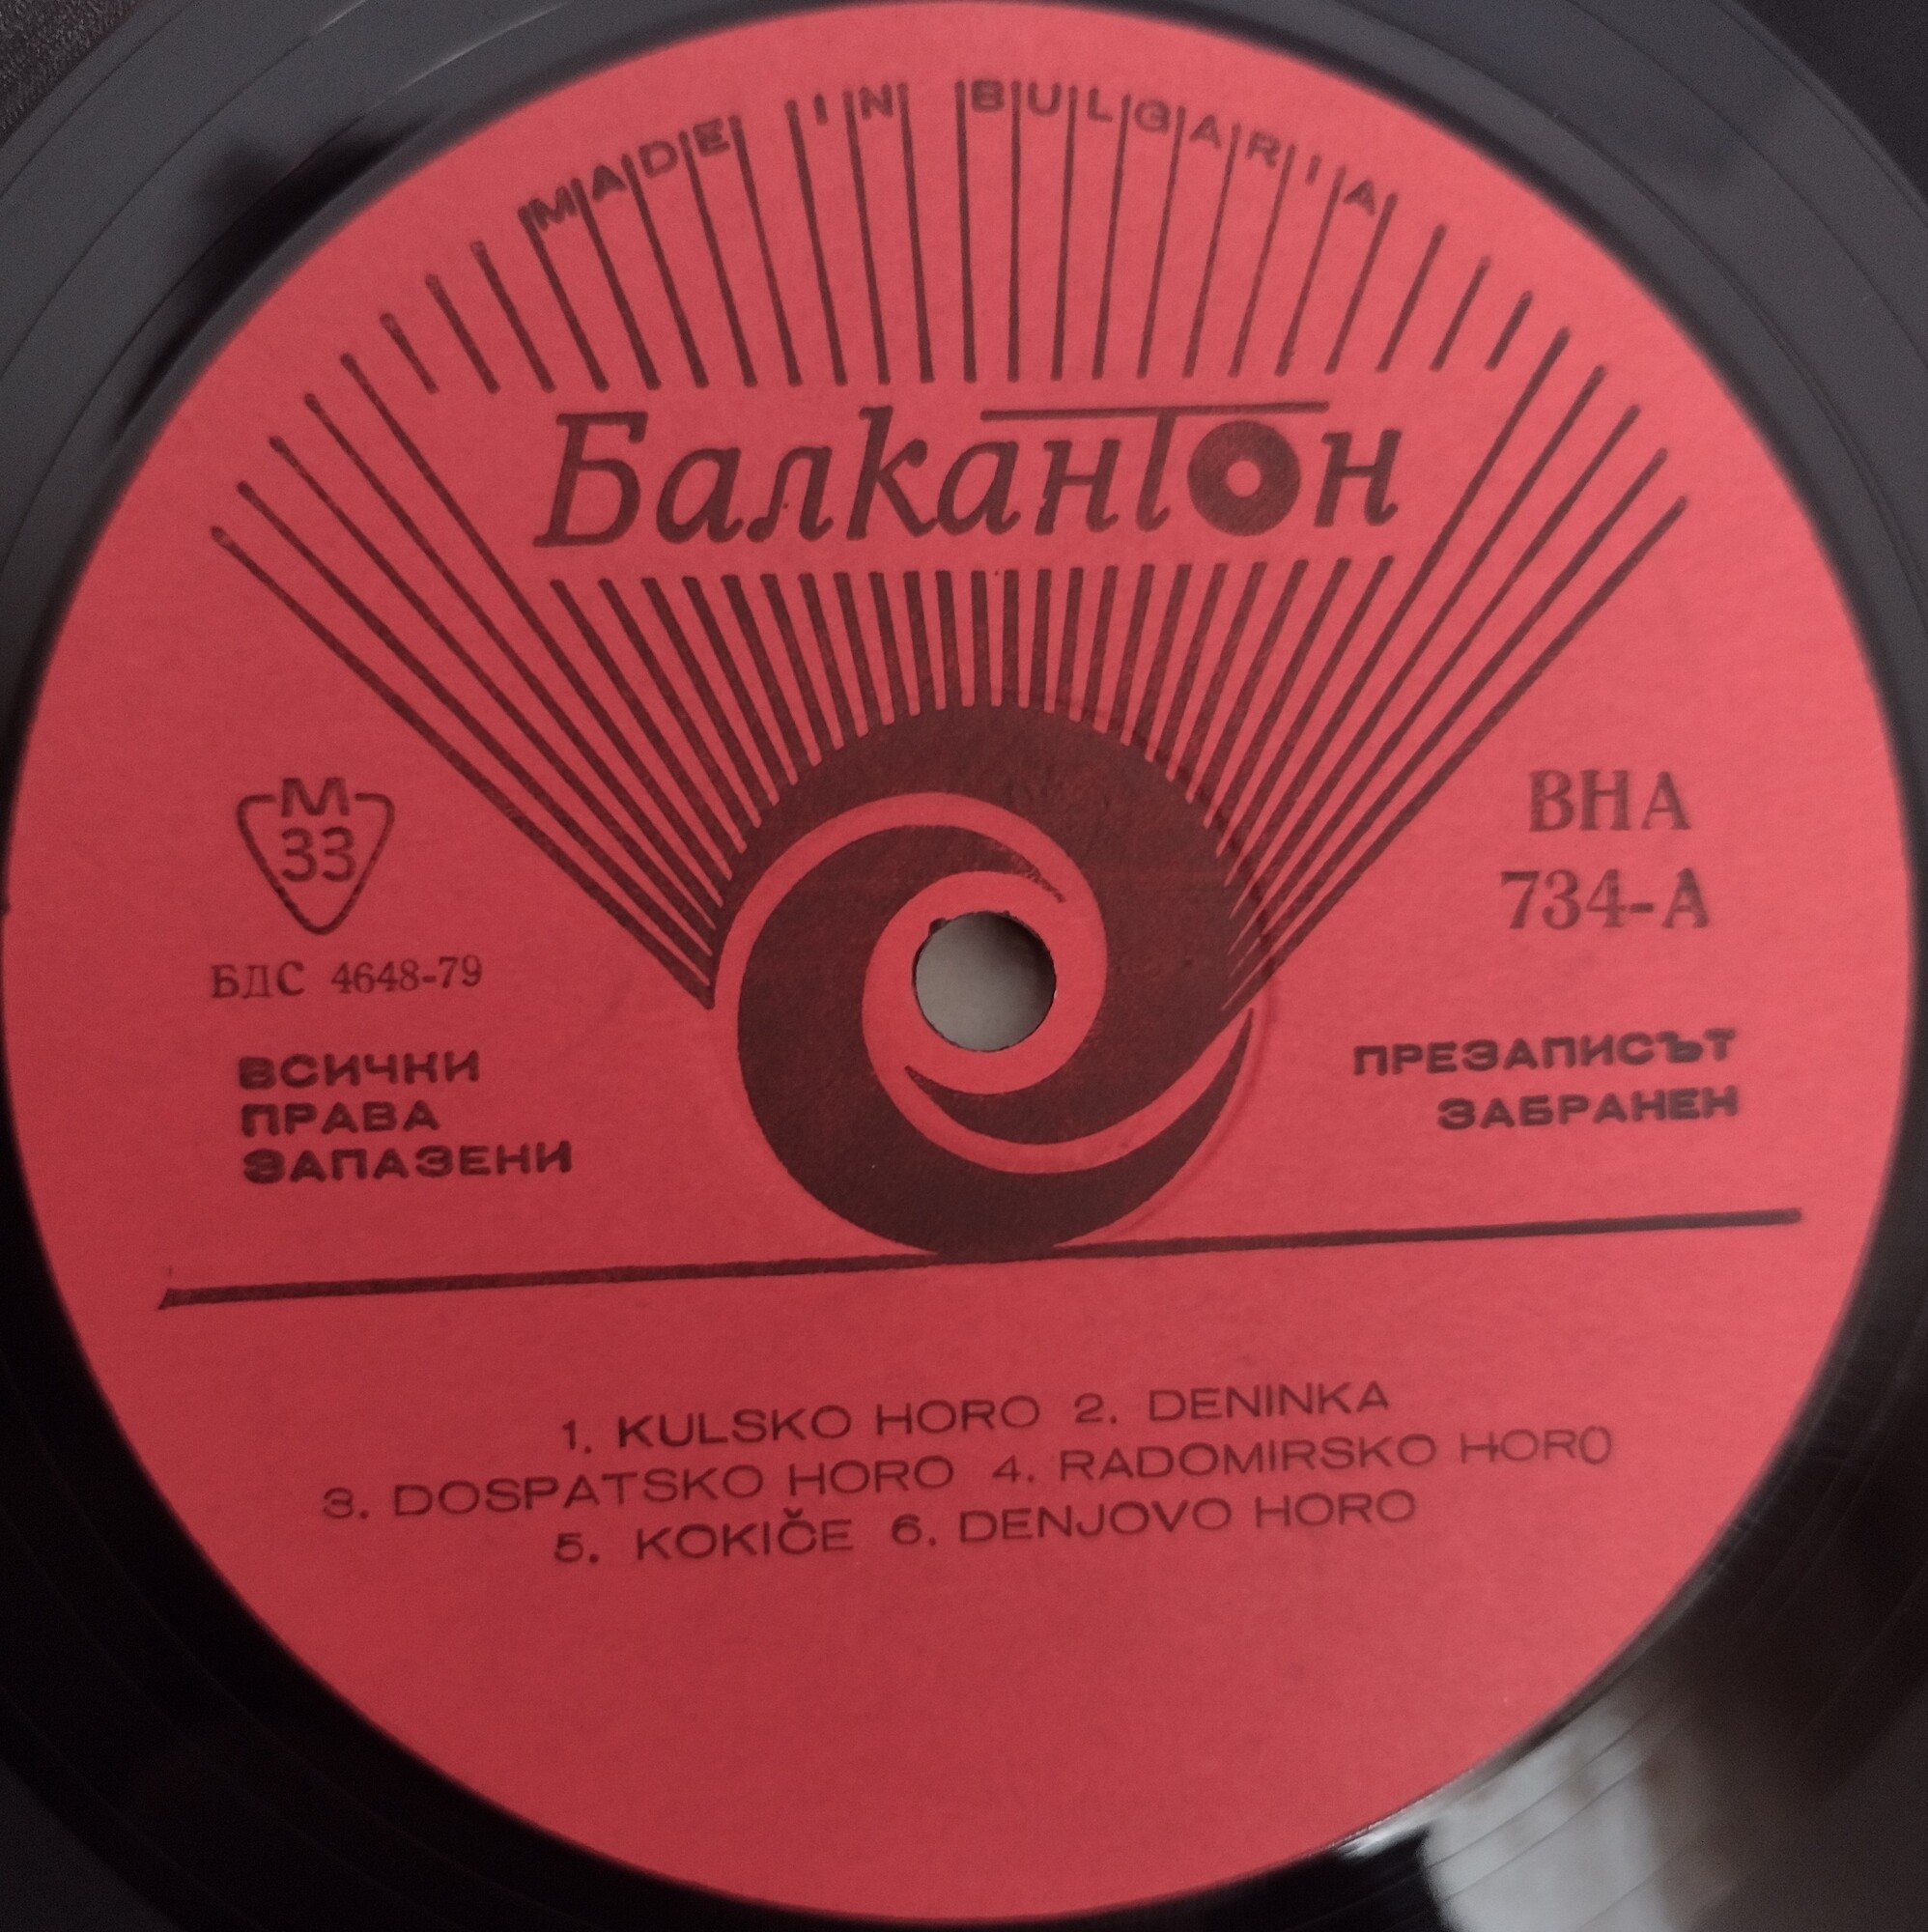 MADE IN BULGARIA
Балкантон
М
33
БДС 4648-79
ВСИЧКИ
ПРАВА
ЗАПАЗЕНИ
ВНА
734-А
ПРЕЗАПИСЪТ
ЗАБРАНЕН
1. KULSKO HORO 2. DENINKA
3. DOSPATSKO HORO 4. RADOMIRSKO HORO
5. KOKIČE 6. DENJOVO HORO